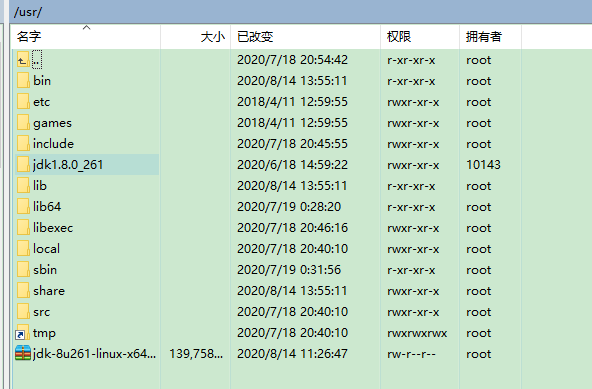 /usr/
名字 大小 已改变 权限 拥有者
.. 2020/7/18 20:54:42 r-xr-xr-x root
bin 2020/8/14 13:55:11 r-xr-xr-x root
etc 2018/4/11 12:59:55 rwxr-xr-x root
games 2018/4/11 12:59:55 rwxr-xr-x root
include 2020/7/18 20:45:55 rwxr-xr-x root
jdk1.8.0_261 2020/6/18 14:59:22 rwxr-xr-x 10143
lib 2020/8/14 13:55:11 r-xr-xr-x root
lib64 2020/7/19 0:28:20 r-xr-xr-x root
libexec 2020/7/18 20:46:16 rwxr-xr-x root
local 2020/7/18 20:40:10 rwxr-xr-x root
sbin 2020/7/19 0:31:56 r-xr-xr-x root
share 2020/8/14 13:55:11 rwxr-xr-x root
src 2020/7/18 20:40:10 rwxr-xr-x root
tmp 2020/7/18 20:40:10 rwxrwxrwx root
jdk-8u261-linux-x64... 139,758... 2020/8/14 11:26:47 rw-r--r-- root